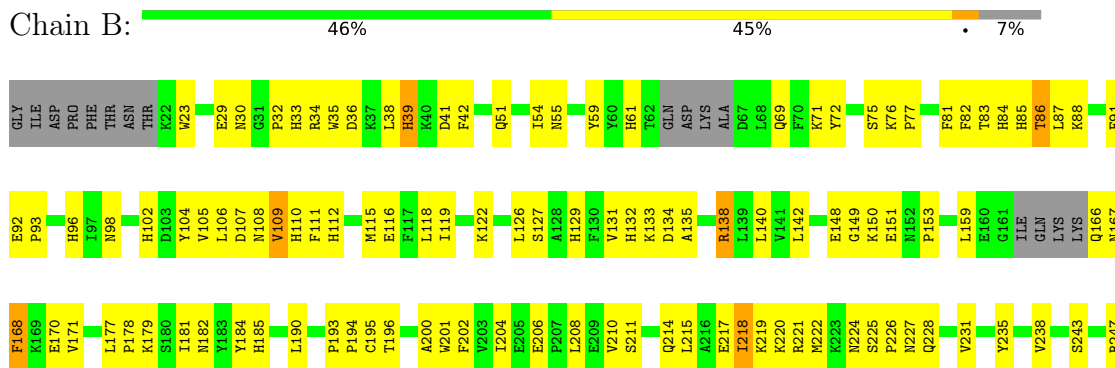 Chain B:
46% 45% • 7%
GLY ILE ASP PRO PHE THR ASN THR K22 W23 E29 N30 G31 P32 H33 R34 W35 D36 K37 L38 H39 K40 D41 F42 Q51 I54 N55 Y59 Y60 H61 T62 GLN ASP LYS ALA D67 L68 Q69 F70 K71 Y72 S75 K76 P77 F81 F82 T83 H84 H85 T86 L87 K88
E92 P93 H96 I97 N98 H102 D103 Y104 V105 L106 D107 N108 V109 H110 F111 H112 M115 E116 F117 L118 I119 K122 L126 S127 A128 H129 F130 V131 H132 K133 D134 A135 R138 L139 L140 V141 L142 E148 G149 K150 E151 N152 P153 L159 E160 G161 ILE GLN LYS LYS Q166 N167
F168 K169 E170 V171 L177 P178 K179 S180 I181 N182 Y183 Y184 H185 L190 P193 P194 C195 T196 A200 W201 F202 V203 I204 E205 E206 P207 L208 E209 V210 S211 Q214 L215 A216 E217 I218 K219 K220 R221 M222 K223 N224 S225 P226 N227 Q228 V231 Y235 V238 S243